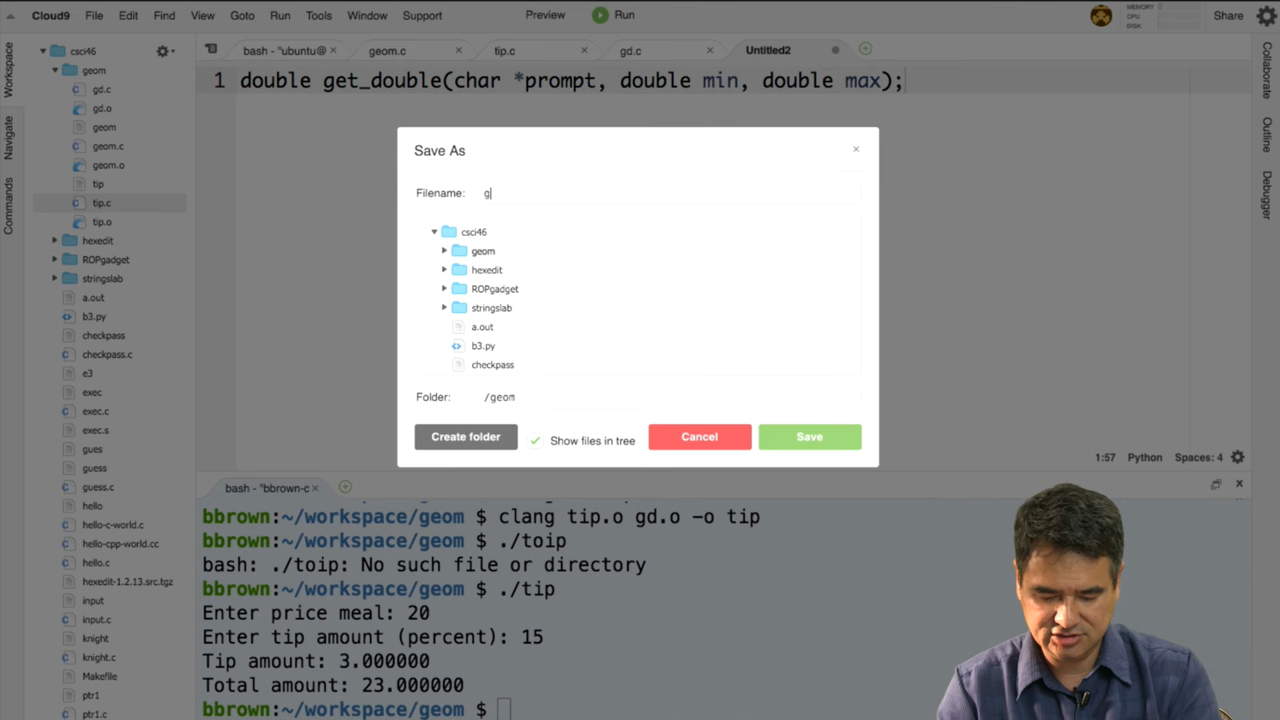 Cloud9 File Edit Find View Goto Run Tools Window Support Preview Run MEMORY CPU DISK Share
Workspace
Navigate
Commands
csci46
geom
gd.c
gd.o
geom
geom.c
geom.o
tip
tip.c
tip.o
hexedit
ROPgadget
stringslab
a.out
b3.py
checkpass
checkpass.c
e3
exec
exec.c
exec.s
gues
guess
guess.c
hello
hello-c-world.c
hello-cpp-world.cc
hello.c
hexedit-1.2.13.src.tgz
input
input.c
knight
knight.c
Makefile
ptr1
ptr1.c
bash - "ubuntu@ × geom.c × tip.c × gd.c × Untitled2
1 double get_double(char *prompt, double min, double max);
Save As ×
Filename: g
csci46
geom
hexedit
ROPgadget
stringslab
a.out
b3.py
checkpass
Folder: /geom
Create folder Show files in tree Cancel Save
1:57 Python Spaces: 4
Collaborate
Outline
Debugger
bash - "bbrown-c ×
bbrown:~/workspace/geom $ clang tip.o gd.o -o tip
bbrown:~/workspace/geom $ ./toip
bash: ./toip: No such file or directory
bbrown:~/workspace/geom $ ./tip
Enter price meal: 20
Enter tip amount (percent): 15
Tip amount: 3.000000
Total amount: 23.000000
bbrown:~/workspace/geom $